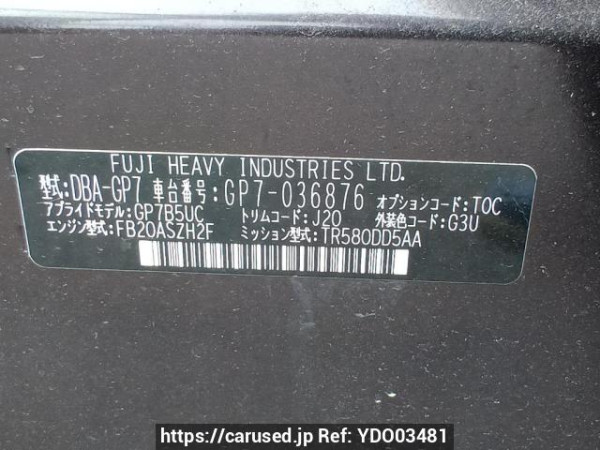 FUJI HEAVY INDUSTRIES LTD.
型式:DBA-GP7 車台番号:GP7-036876 オプションコード:TOC
アプライドモデル:GP7B5UC トリムコード:J20 外装色コード:G3U
エンジン型式:FB20ASZH2F ミッション型式:TR580DD5AA
https://carused.jp Ref: YDO03481